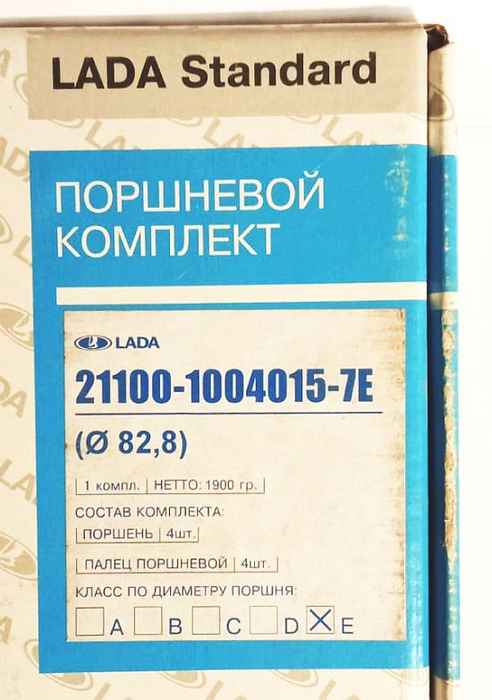 LADA Standard
ПОРШНЕВОЙ
КОМПЛЕКТ
LADA
21100-1004015-7E
(Ø 82,8)
1 компл. НЕТТО: 1900 гр.
СОСТАВ КОМПЛЕКТА:
ПОРШЕНЬ 4шт.
ПАЛЕЦ ПОРШНЕВОЙ 4шт.
КЛАСС ПО ДИАМЕТРУ ПОРШНЯ:
A B C D X E